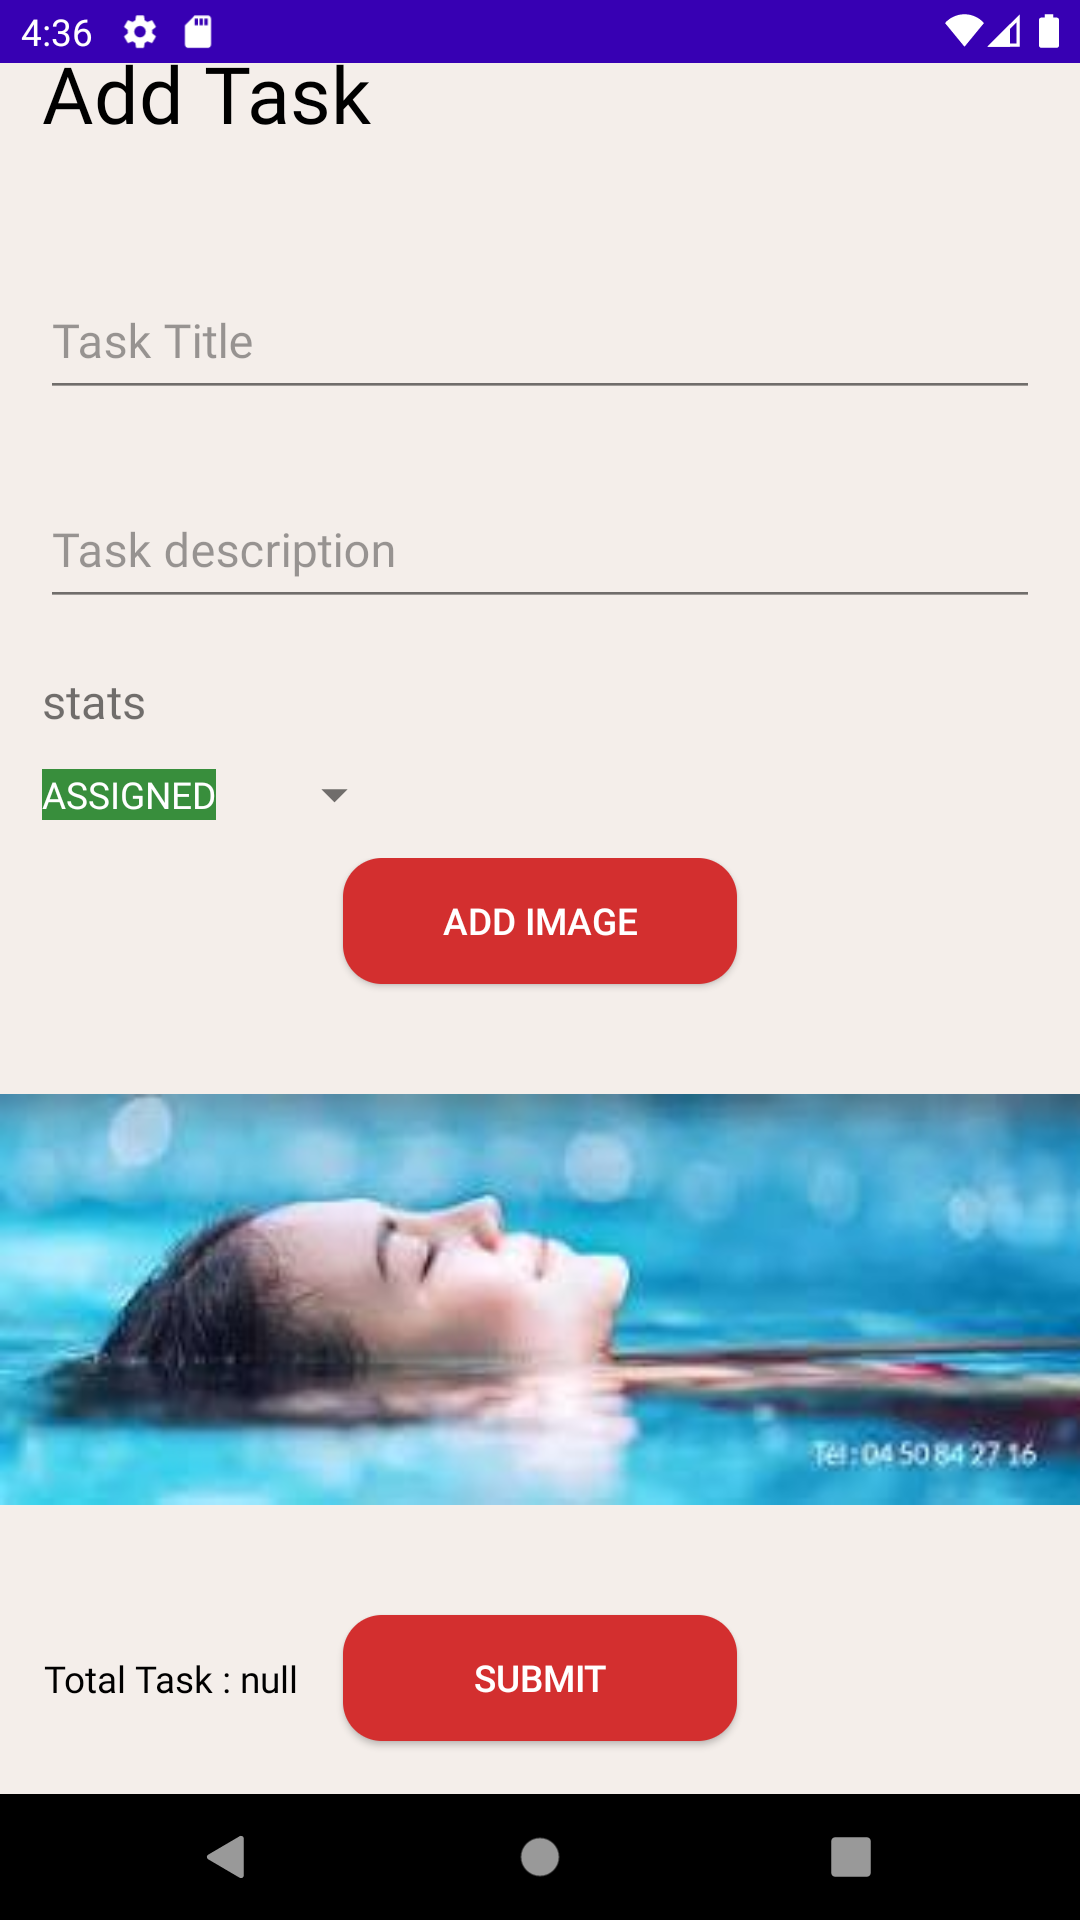 4:36
Add Task
Task Title
Task description
stats
ASSIGNED
ADD IMAGE
Tél : 04 50 84 27 16
Total Task : null
SUBMIT